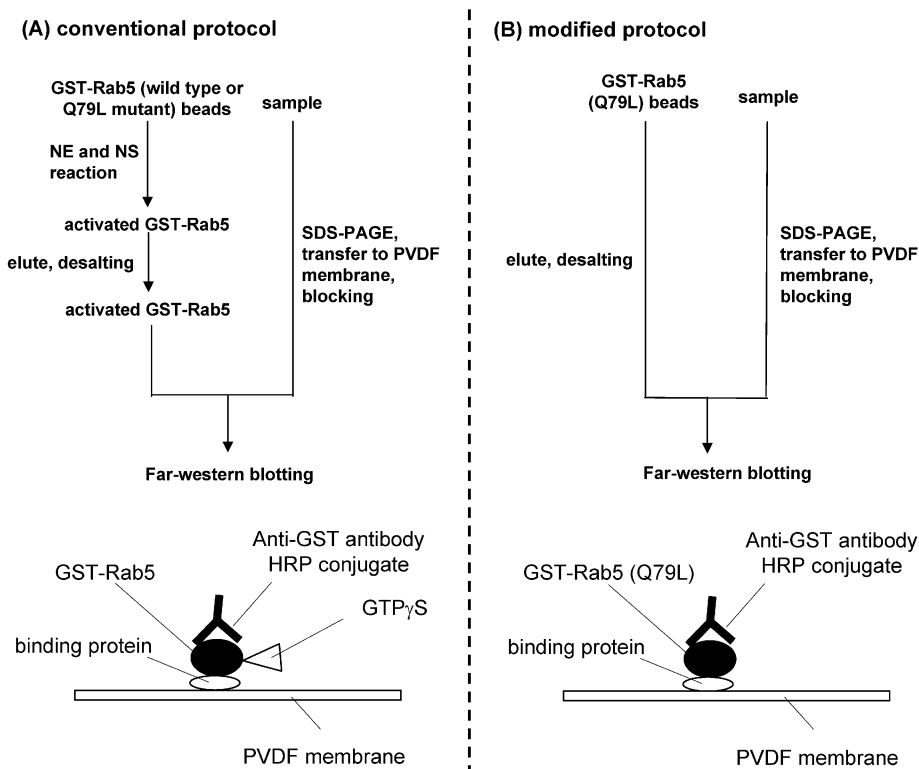 (A) conventional protocol
GST-Rab5 (wild type or
Q79L mutant) beads
sample
NE and NS
reaction
activated GST-Rab5
elute, desalting
activated GST-Rab5
SDS-PAGE,
transfer to PVDF
membrane,
blocking
Far-western blotting
Anti-GST antibody
HRP conjugate
GST-Rab5
GTPγS
binding protein
PVDF membrane
(B) modified protocol
GST-Rab5
(Q79L) beads
sample
elute, desalting
SDS-PAGE,
transfer to PVDF
membrane,
blocking
Far-western blotting
Anti-GST antibody
HRP conjugate
GST-Rab5 (Q79L)
binding protein
PVDF membrane